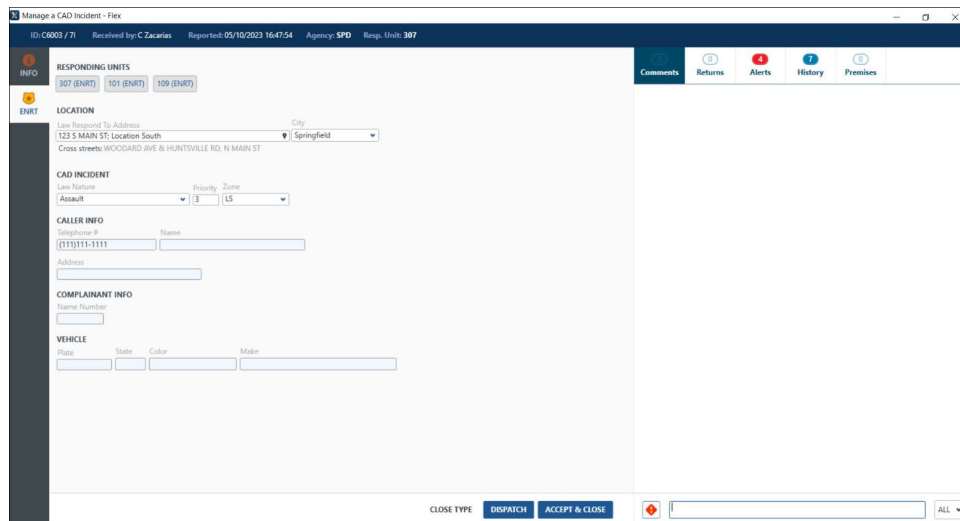 Manage a CAD Incident - Flex
ID: C6003 / 7l Received by: C Zacarias Reported: 05/10/2023 16:47:54 Agency: SPD Resp. Unit: 307
INFO
ENRT
RESPONDING UNITS
307 (ENRT) 101 (ENRT) 109 (ENRT)
LOCATION
Law Respond To Address City
123 S MAIN ST; Location South Springfield
Cross streets: WOODARD AVE & HUNTSVILLE RD, N MAIN ST
CAD INCIDENT
Law Nature Priority Zone
Assault 3 LS
CALLER INFO
Telephone # Name
(111)111-1111
Address
COMPLAINANT INFO
Name Number
VEHICLE
Plate State Color Make
CLOSE TYPE DISPATCH ACCEPT & CLOSE
0 4 7 0
Comments Returns Alerts History Premises
ALL